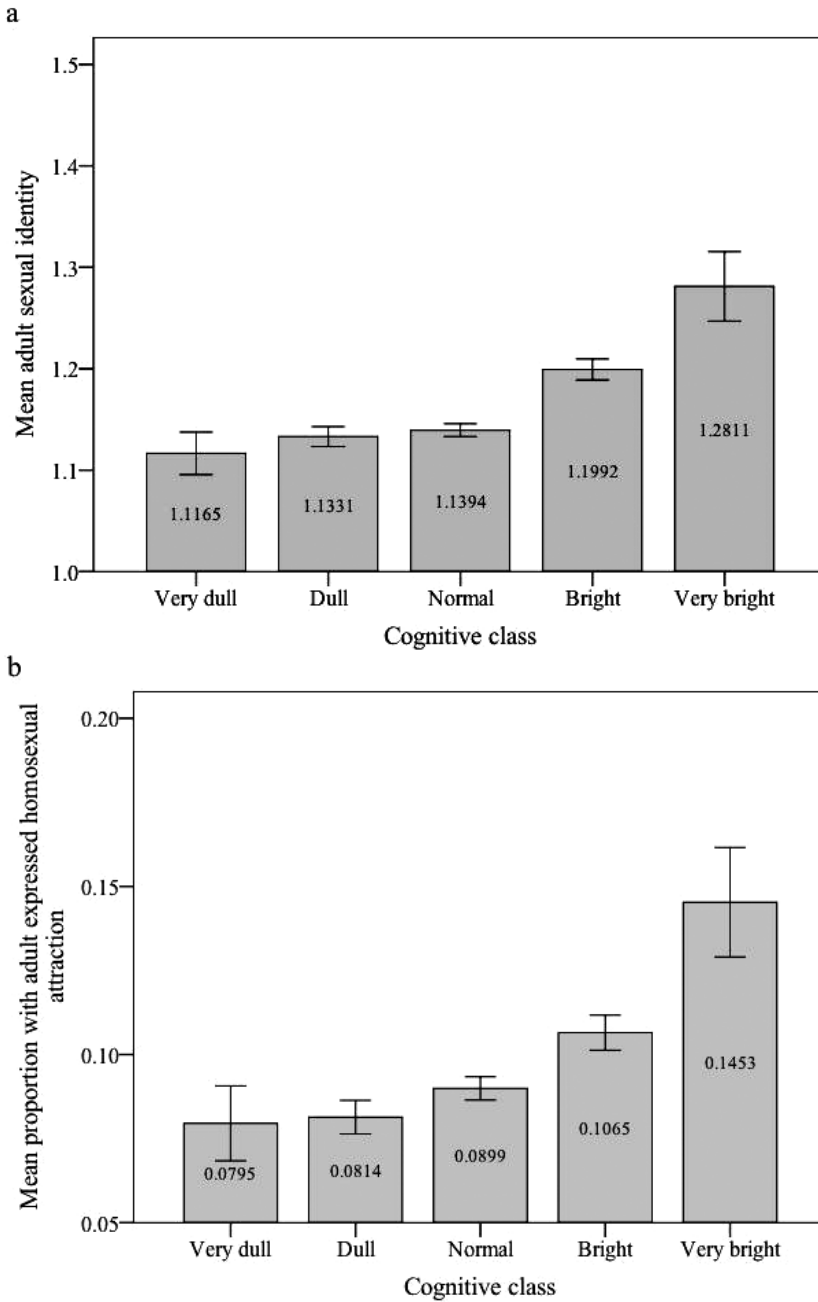 a
Mean adult sexual identity
1.5
1.4
1.3
1.2
1.1
1.0
1.1165
1.1331
1.1394
1.1992
1.2811
Very dull
Dull
Normal
Bright
Very bright
Cognitive class
b
Mean proportion with adult expressed homosexual
attraction
0.20
0.15
0.10
0.05
0.0795
0.0814
0.0899
0.1065
0.1453
Very dull
Dull
Normal
Bright
Very bright
Cognitive class